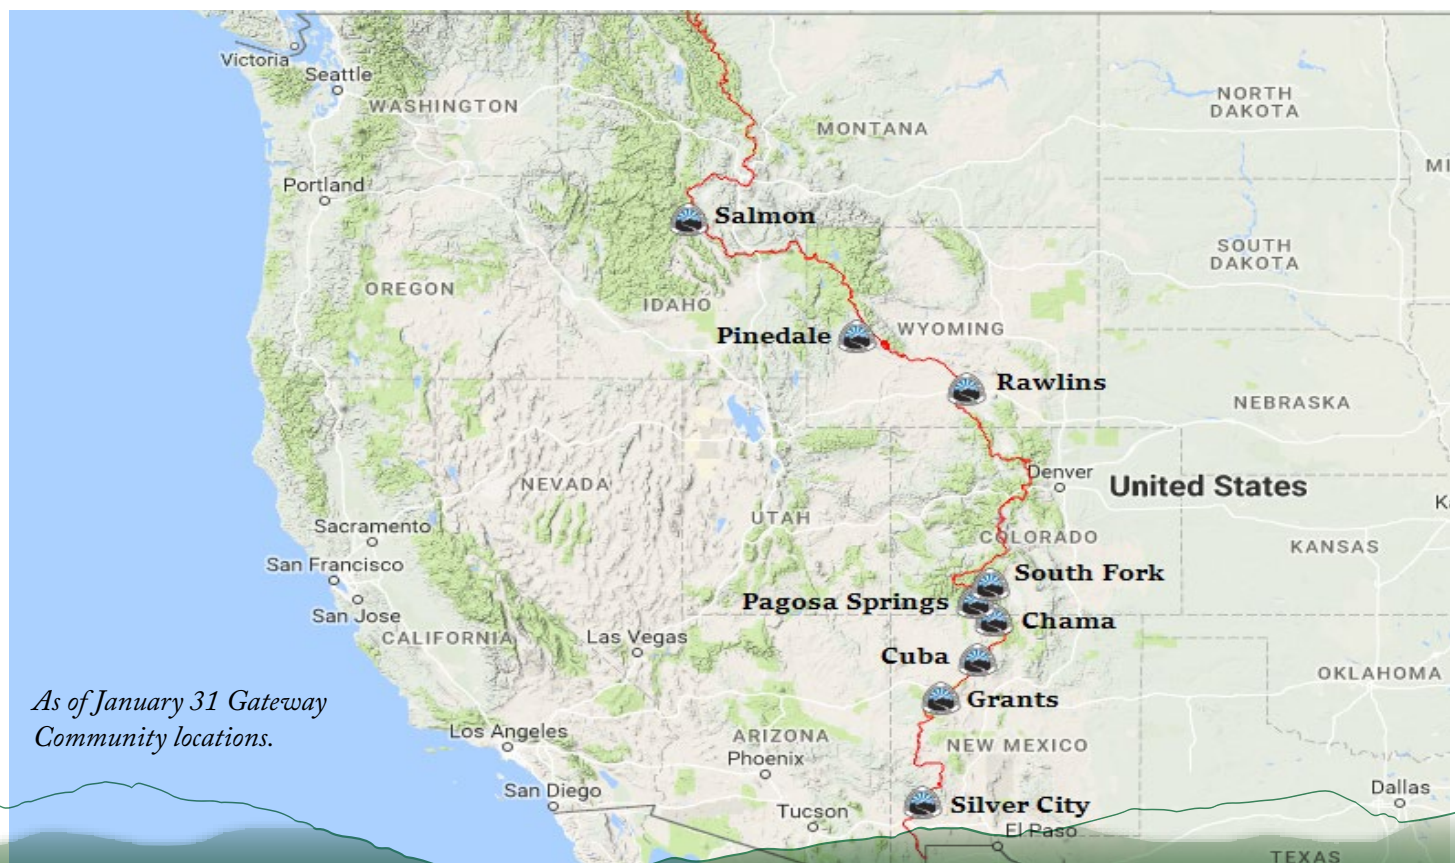 Victoria
Seattle
WASHINGTON
MONTANA
NORTH
DAKOTA
MI
Portland
Salmon
SOUTH
DAKOTA
OREGON
IDAHO
Pinedale
WYOMING
Rawlins
NEBRASKA
Denver
United States
NEVADA
UTAH
K
Sacramento
COLORADO
KANSAS
San Francisco
South Fork
Pagosa Springs
San Jose
Chama
CALIFORNIA
Las Vegas
Cuba
OKLAHOMA
As of January 31 Gateway
Community locations.
Grants
Los Angeles
ARIZONA
NEW MEXICO
Phoenix
San Diego
Dallas
Silver City
Tucson
El Paso
TEXAS